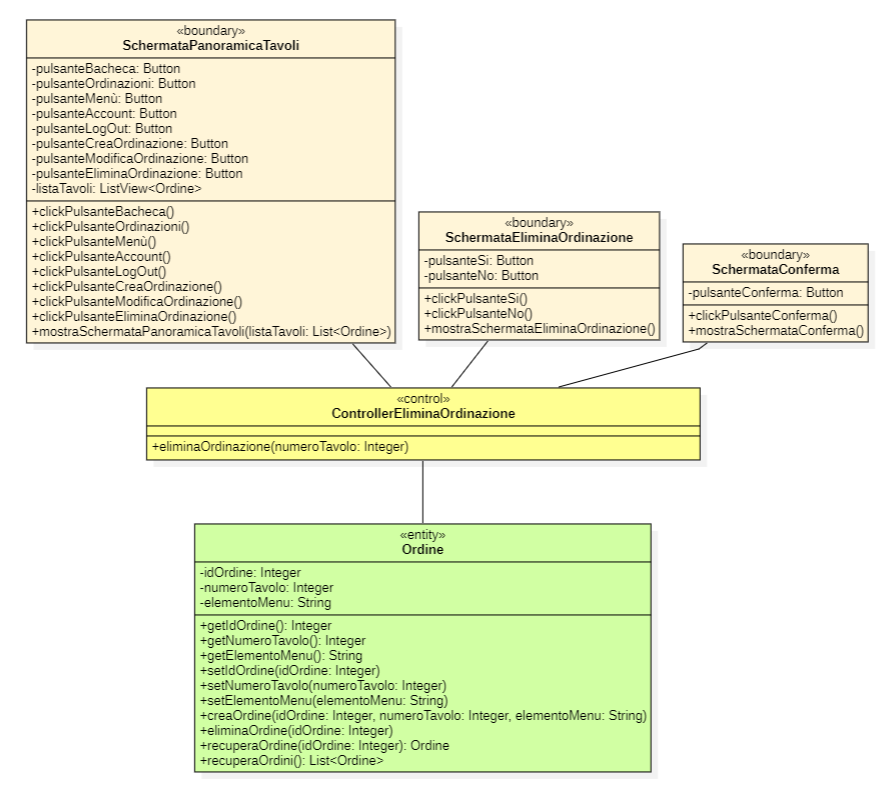 «boundary»
SchermataPanoramicaTavoli
-pulsanteBacheca: Button
-pulsanteOrdinazioni: Button
-pulsanteMenù: Button
-pulsanteAccount: Button
-pulsanteLogOut: Button
-pulsanteCreaOrdinazione: Button
-pulsanteModificaOrdinazione: Button
-pulsanteEliminaOrdinazione: Button
-listaTavoli: ListView<Ordine>
+clickPulsanteBacheca()
+clickPulsanteOrdinazioni()
+clickPulsanteMenù()
+clickPulsanteAccount()
+clickPulsanteLogOut()
+clickPulsanteCreaOrdinazione()
+clickPulsanteModificaOrdinazione()
+clickPulsanteEliminaOrdinazione()
+mostraSchermataPanoramicaTavoli(listaTavoli: List<Ordine>)
«boundary»
SchermataEliminaOrdinazione
-pulsanteSi: Button
-pulsanteNo: Button
+clickPulsanteSi()
+clickPulsanteNo()
+mostraSchermataEliminaOrdinazione()
«boundary»
SchermataConferma
-pulsanteConferma: Button
+clickPulsanteConferma()
+mostraSchermataConferma()
«control»
ControllerEliminaOrdinazione
+eliminaOrdinazione(numeroTavolo: Integer)
«entity»
Ordine
-idOrdine: Integer
-numeroTavolo: Integer
-elementoMenu: String
+getIdOrdine(): Integer
+getNumeroTavolo(): Integer
+getElementoMenu(): String
+setIdOrdine(idOrdine: Integer)
+setNumeroTavolo(numeroTavolo: Integer)
+setElementoMenu(elementoMenu: String)
+creaOrdine(idOrdine: Integer, numeroTavolo: Integer, elementoMenu: String)
+eliminaOrdine(idOrdine: Integer)
+recuperaOrdine(idOrdine: Integer): Ordine
+recuperaOrdini(): List<Ordine>